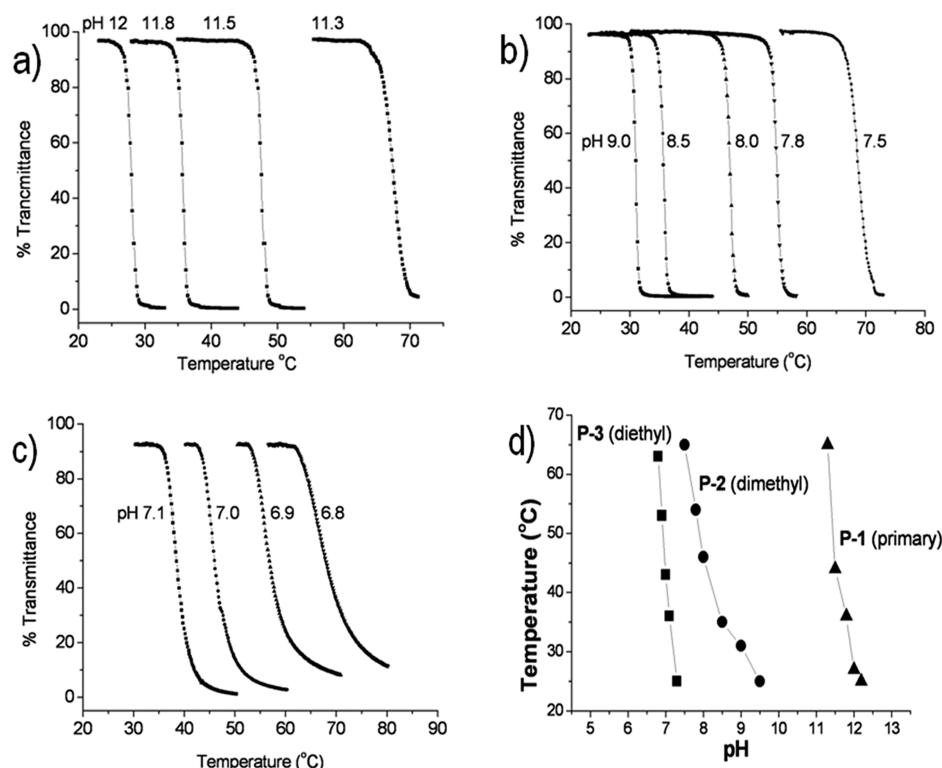 a)
pH 12 11.8 11.5 11.3
100
80
60
40
20
0
% Trancmittance
20 30 40 50 60 70
Temperature °C
b)
100
80
60
40
20
0
% Transmittance
pH 9.0 8.5 8.0 7.8 7.5
20 30 40 50 60 70 80
Temperature (°C)
c)
100
80
60
40
20
0
% Transmittance
pH 7.1 7.0 6.9 6.8
20 30 40 50 60 70 80 90
Temperature (°C)
d)
70
60
50
40
30
20
Temperature (°C)
P-3 (diethyl)
P-2 (dimethyl)
P-1 (primary)
5 6 7 8 9 10 11 12 13
pH